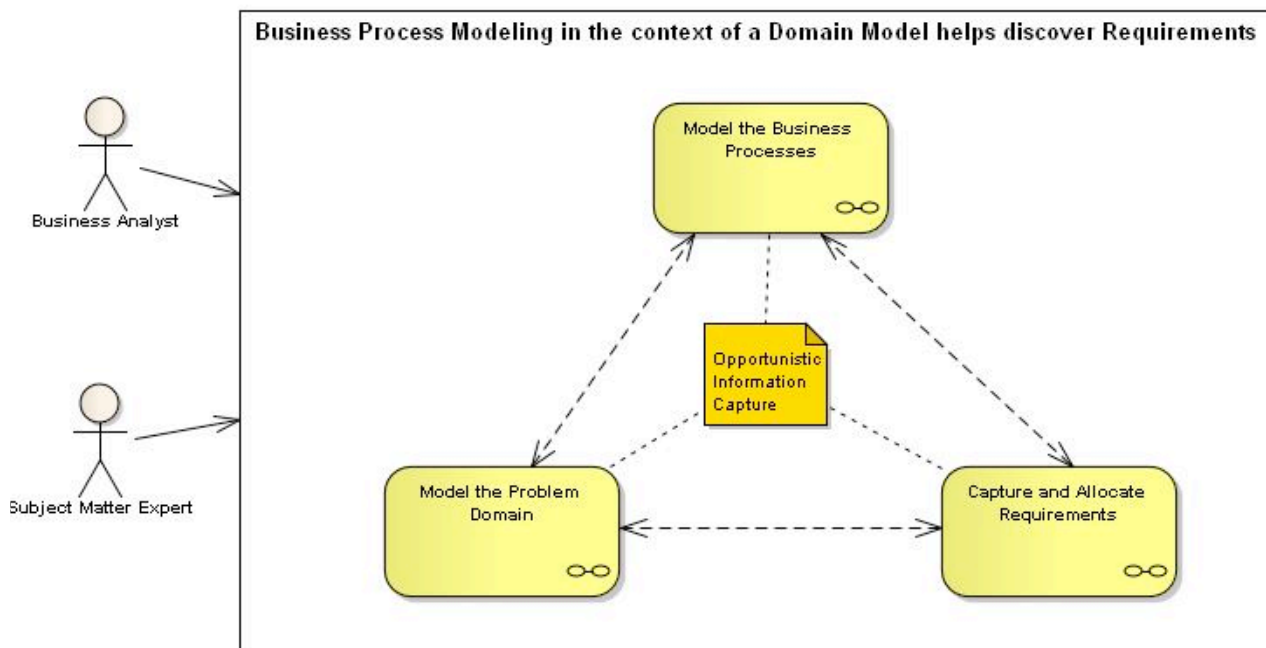 Business Process Modeling in the context of a Domain Model helps discover Requirements
Model the Business
Processes
Business Analyst
Opportunistic
Information
Capture
Subject Matter Expert
Model the Problem
Domain
Capture and Allocate
Requirements